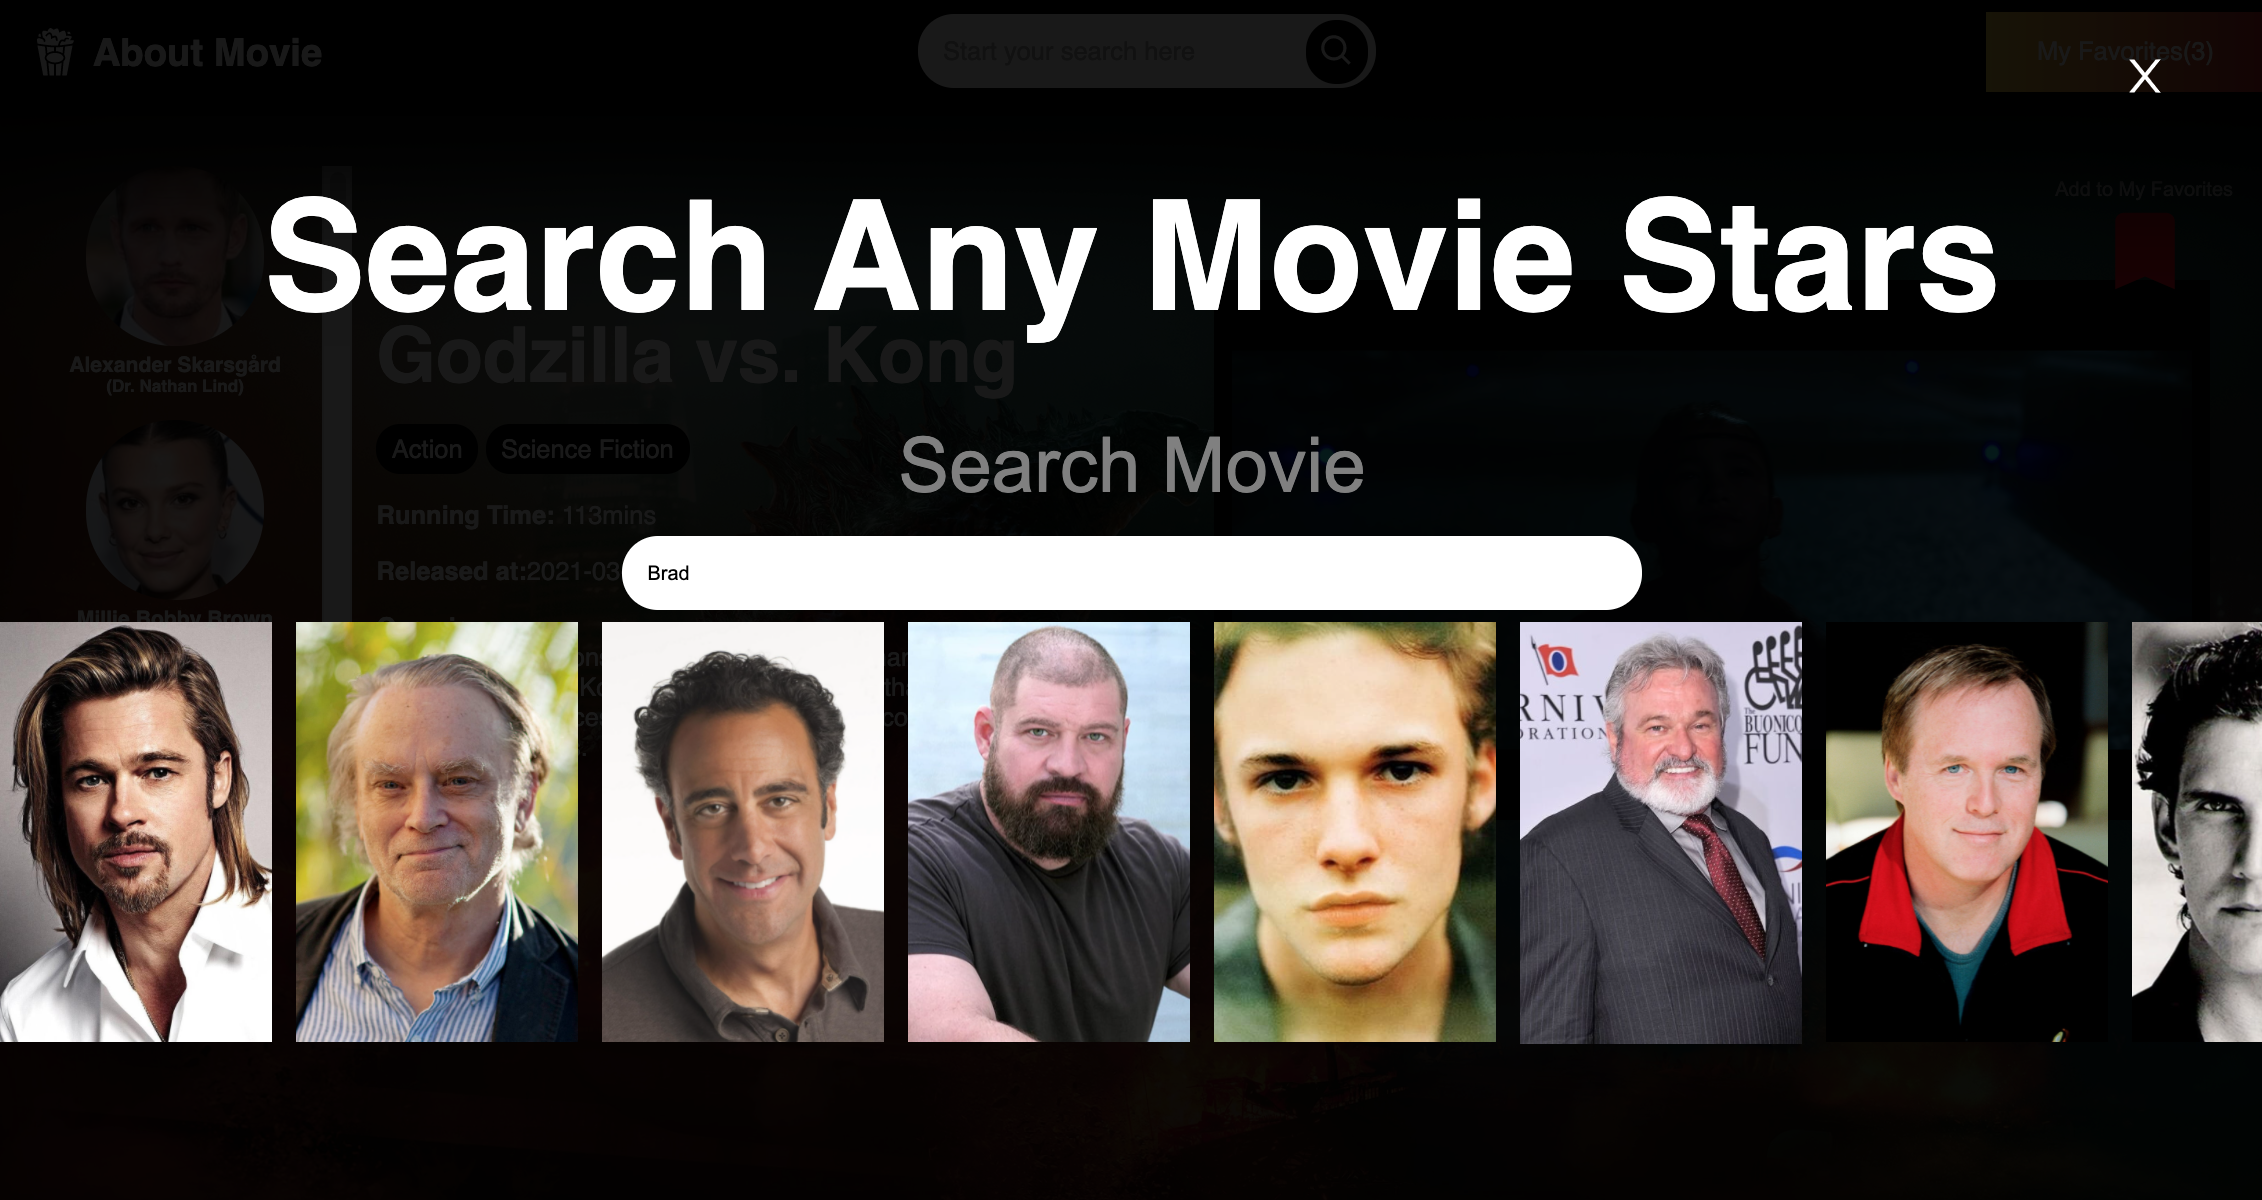 About Movie
Start your search here
My Favorites(3)
X
Add to My Favorites
Search Any Movie Stars
Alexander Skarsgård
(Dr. Nathan Lind)
Godzilla vs. Kong
Search Movie
Action
Science Fiction
Running Time: 113mins
Released at:2021-03
Brad
Millie Bobby Brown
RNIV
ORATION
The
BUONICO
FUN